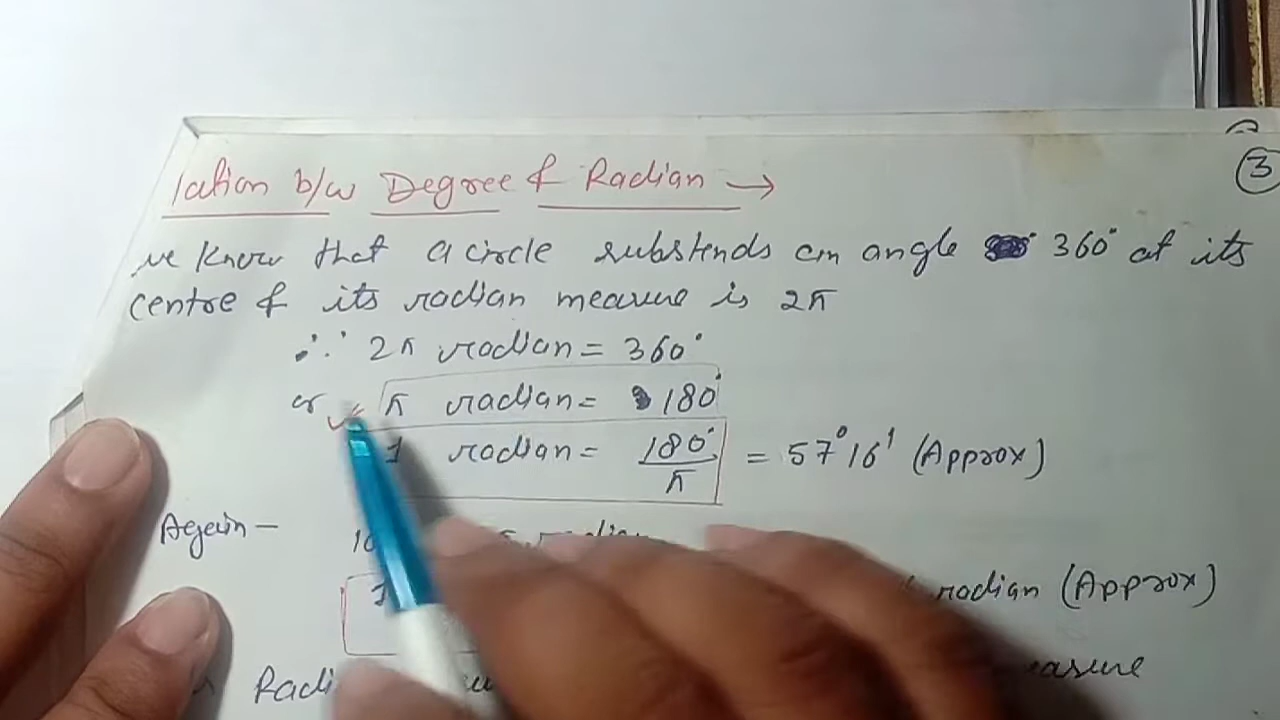 3
lation b/w Degree & Radian →
we know that a circle substends an angle 360° at its
centre & its radian measure is 2π
∴ 2π radian = 360°
or π radian = 180°
1 radian = 180°/π = 57°16' (Approx)
Again –
radian (Approx)